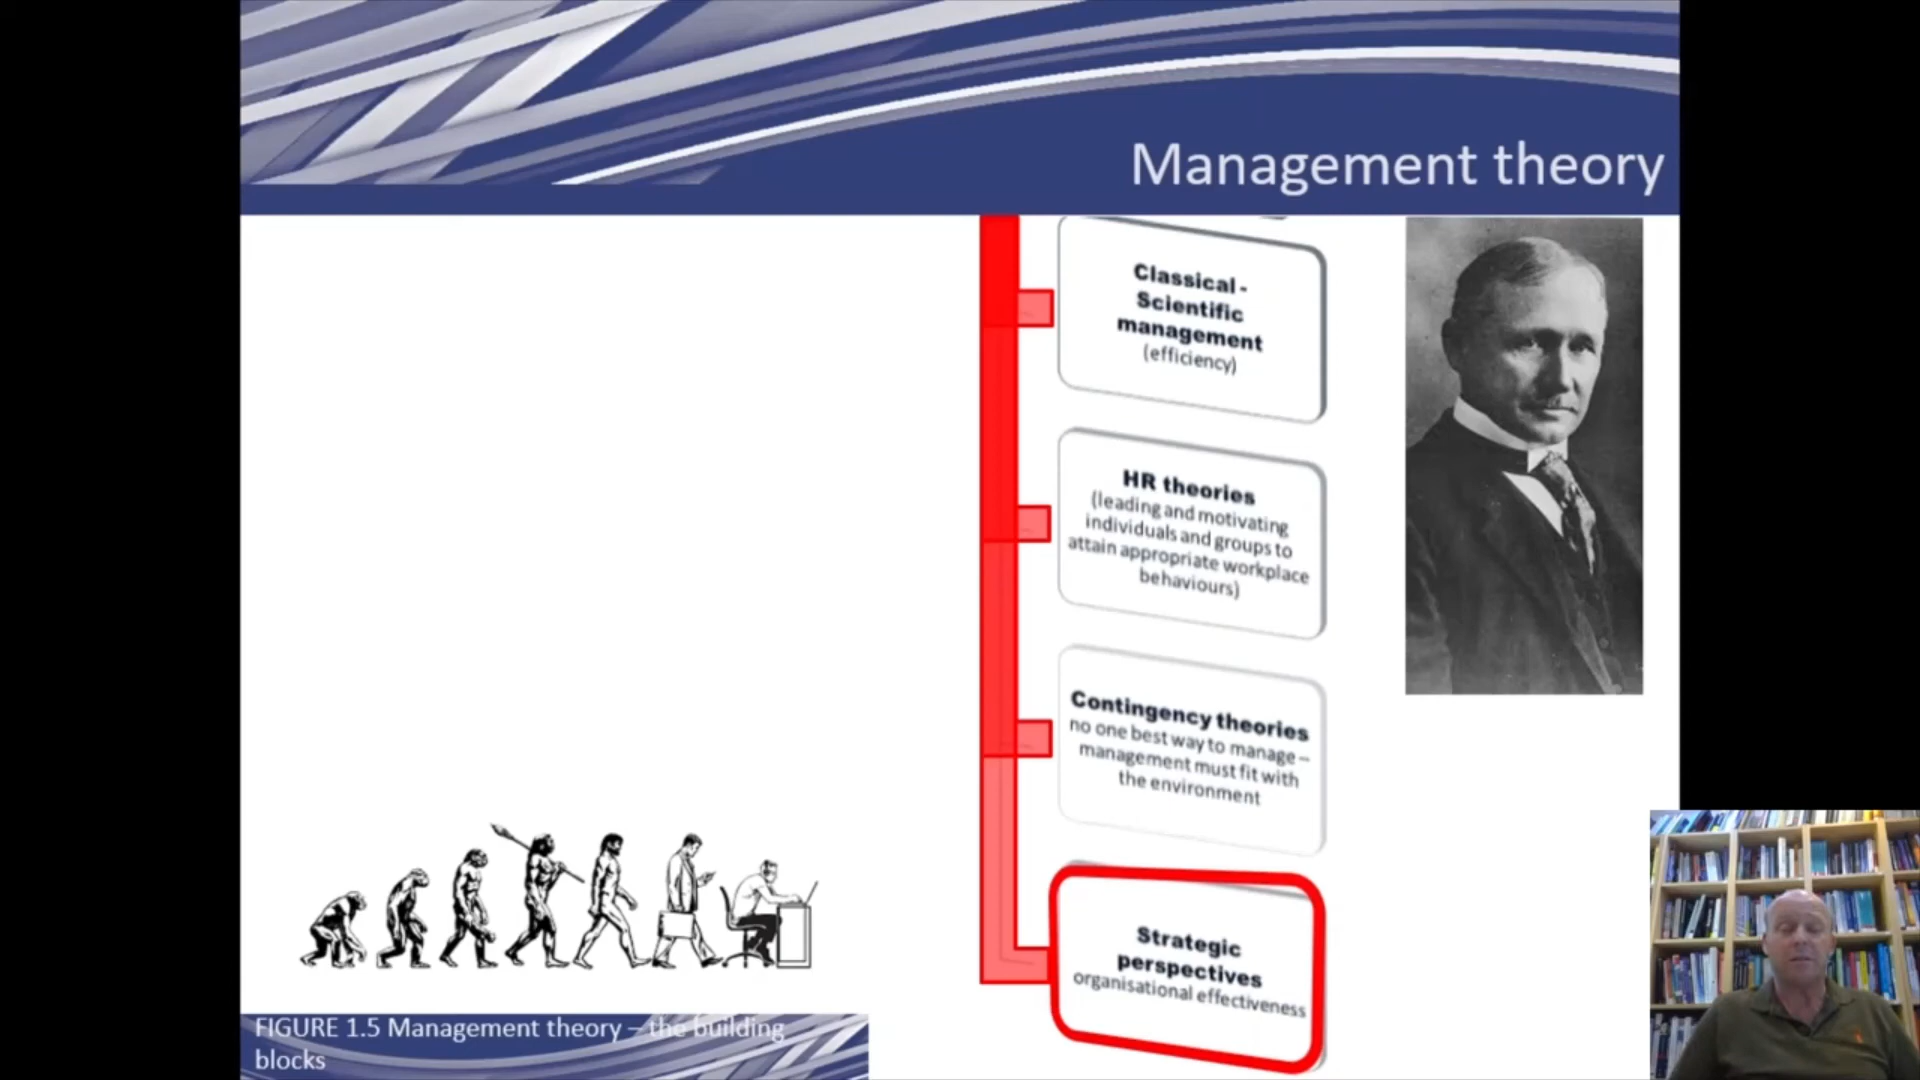 Management theory
Classical -
Scientific
management
(efficiency)
HR theories
(leading and motivating
individuals and groups to
attain appropriate workplace
behaviours)
Contingency theories
no one best way to manage –
management must fit with
the environment
Strategic
perspectives
organisational effectiveness
FIGURE 1.5 Management theory – the building
blocks